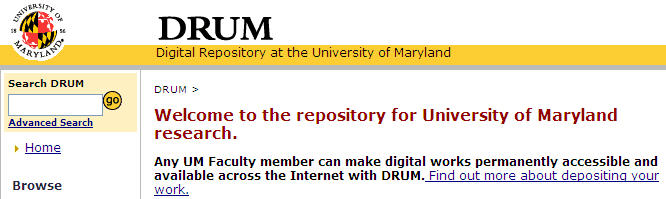 UNIVERSITY OF
18 56
MARYLAND
DRUM
Digital Repository at the University of Maryland
Search DRUM
go
Advanced Search
Home
Browse
DRUM >
Welcome to the repository for University of Maryland
research.
Any UM Faculty member can make digital works permanently accessible and
available across the Internet with DRUM. Find out more about depositing your
work.